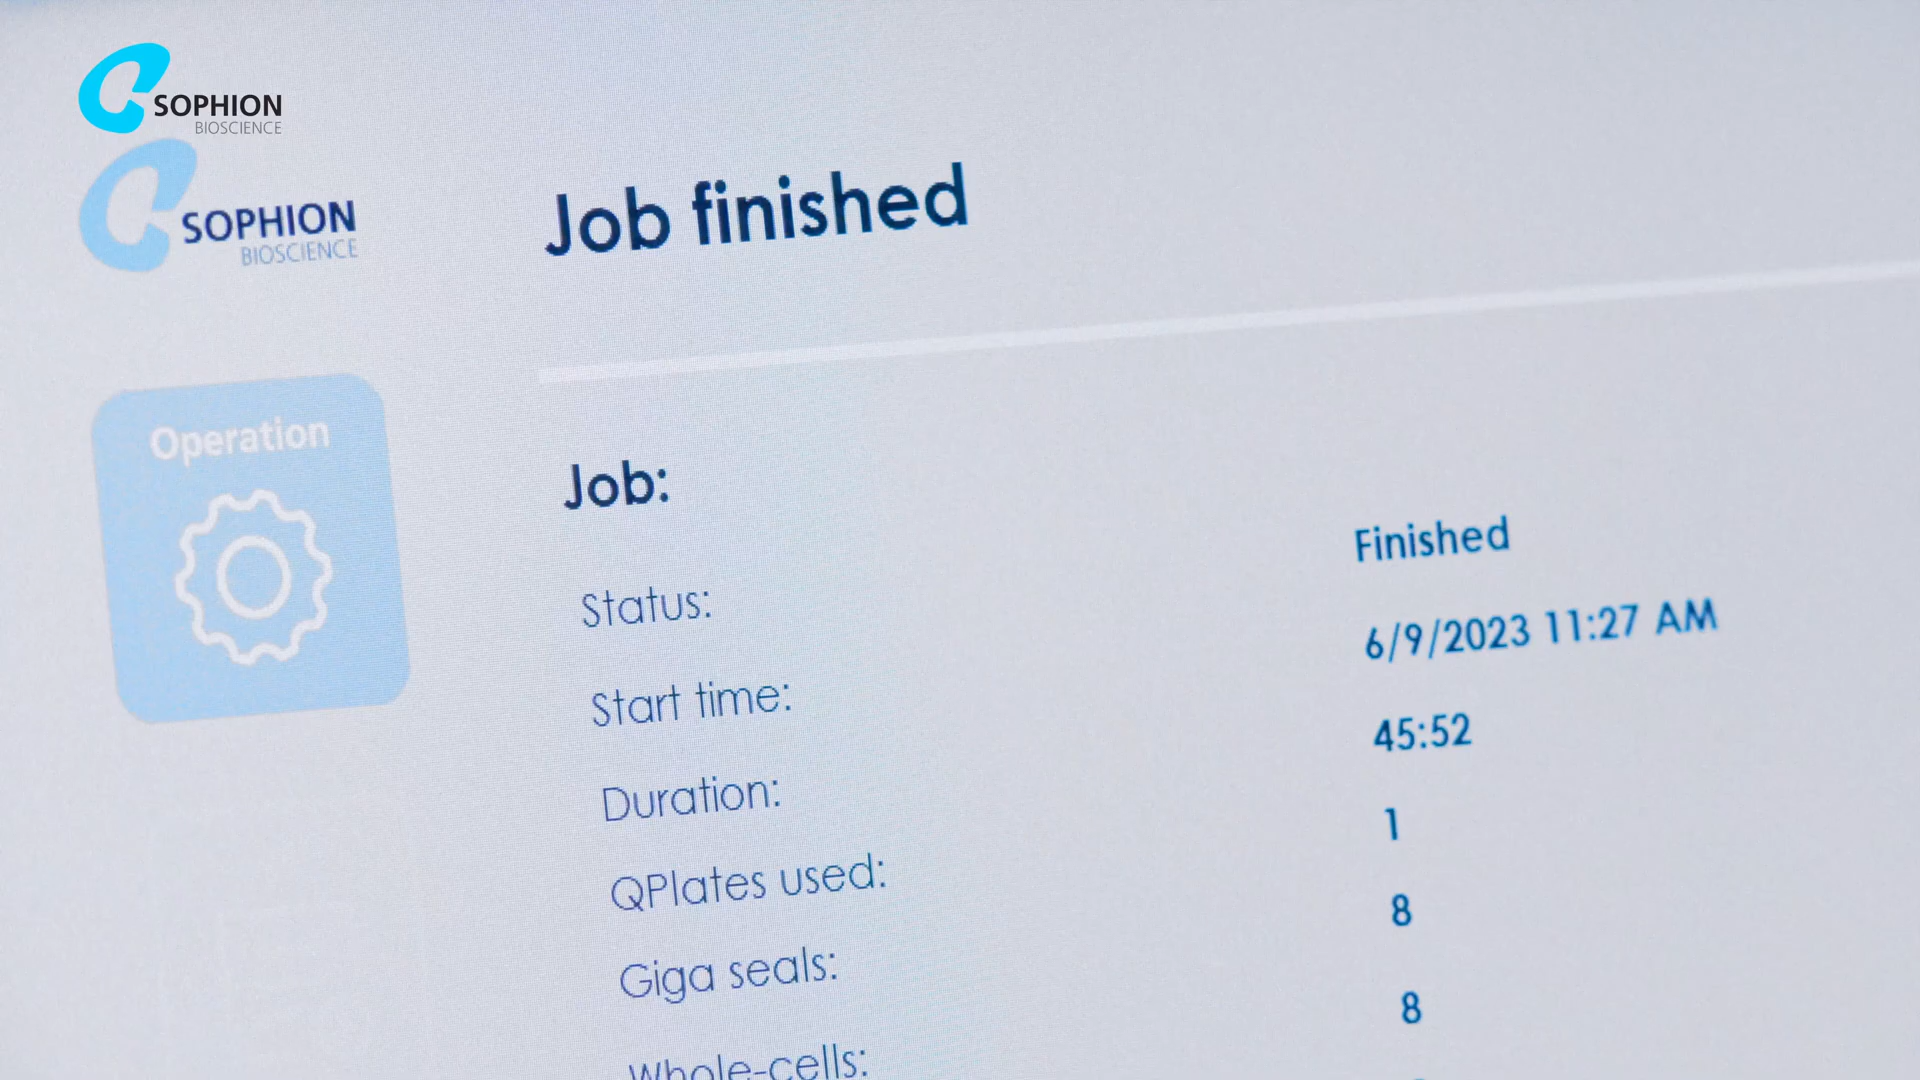 SOPHION
BIOSCIENCE
SOPHION
BIOSCIENCE
Job finished
Operation
Job:
Status: Finished
Start time: 6/9/2023 11:27 AM
Duration: 45:52
QPlates used: 1
Giga seals: 8
Whole-cells: 8